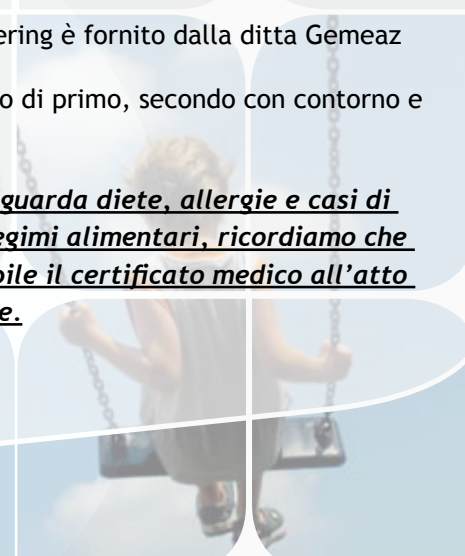 ering è fornito dalla ditta Gemeaz
o di primo, secondo con contorno e
guarda diete, allergie e casi di
egimi alimentari, ricordiamo che
bile il certificato medico all’atto
e.